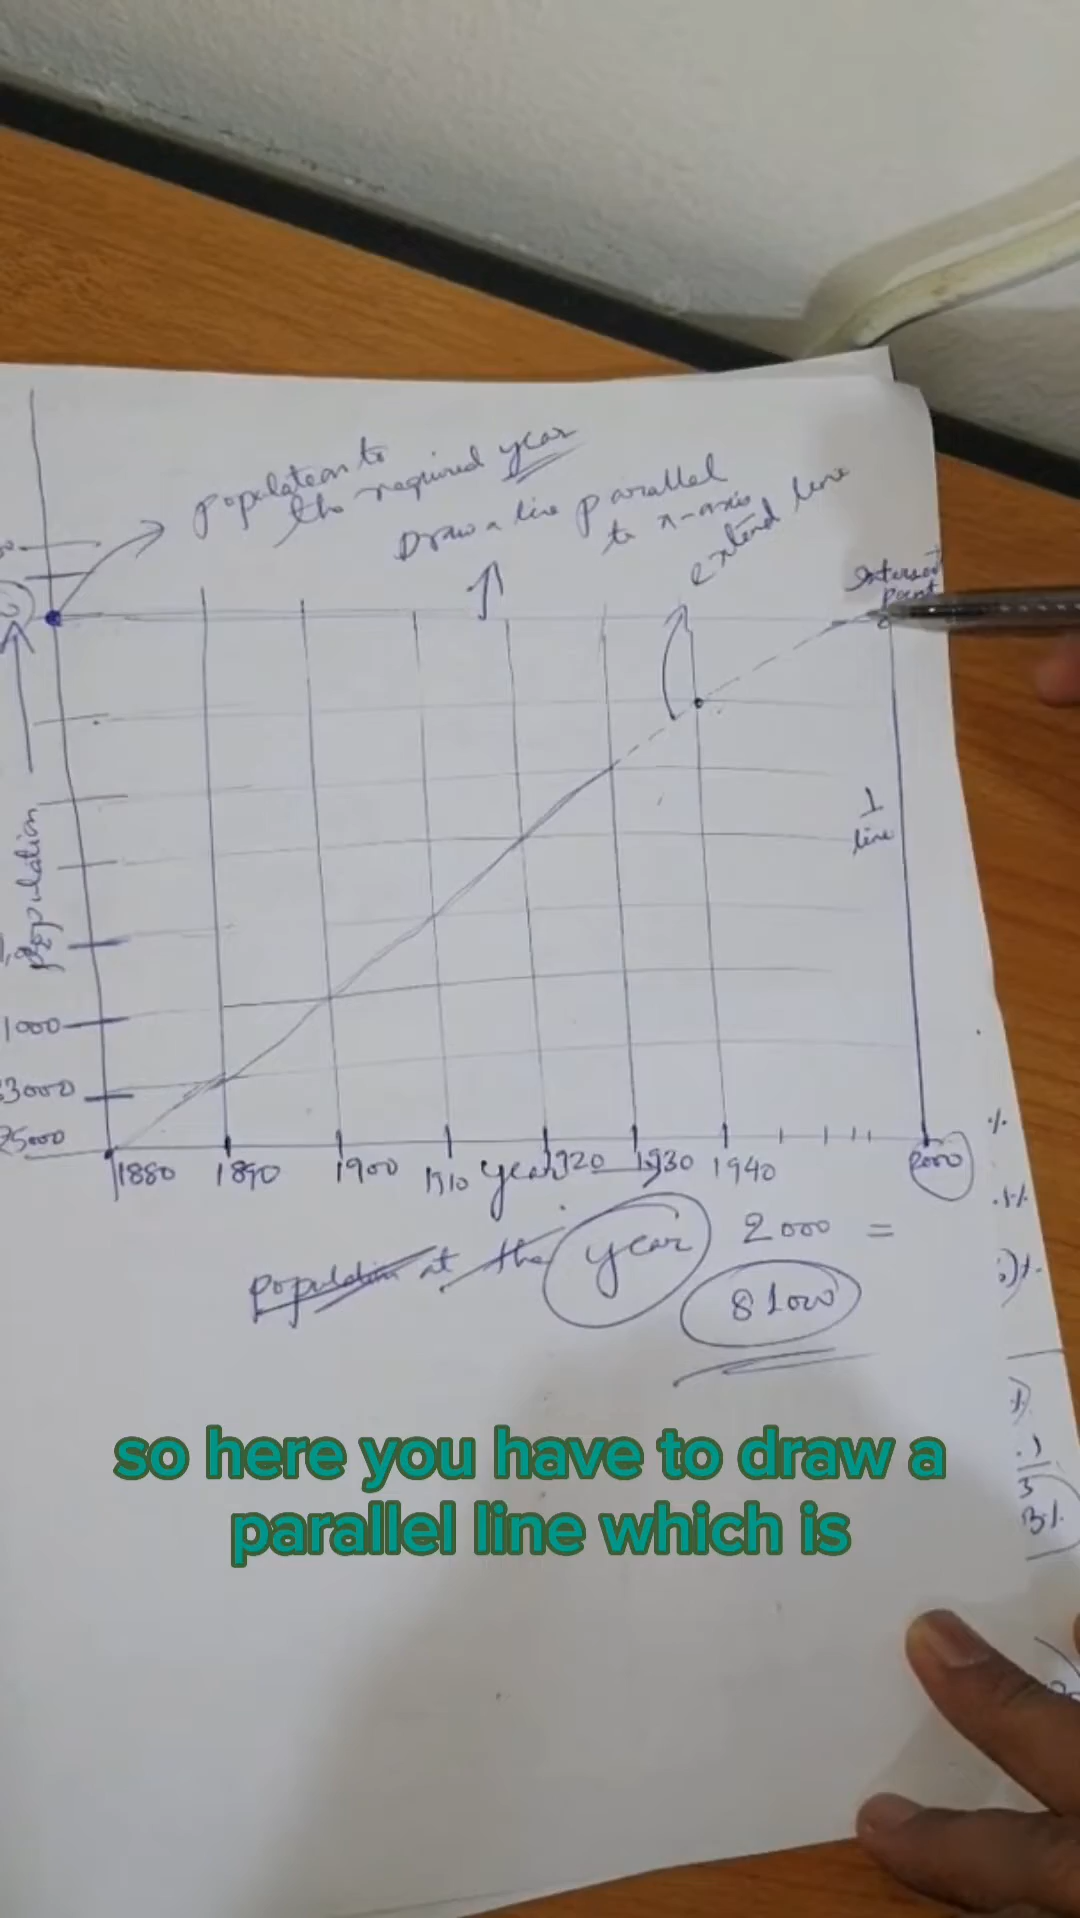 population to
the required year
Draw a line parallel
to x-axis
extend line
Intersect
point
population
1
line
1000
3000
25000
1880 1890 1900 1910 year 1920 1930 1940 2000
population at the year 2000 =
81000
so here you have to draw a
parallel line which is